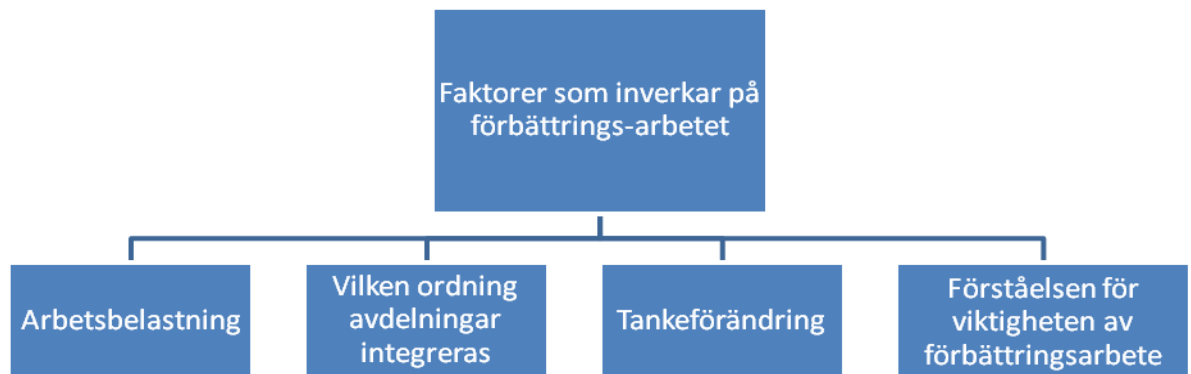 Faktorer som inverkar på
förbättrings-arbetet
Arbetsbelastning
Vilken ordning
avdelningar
integreras
Tankeförändring
Förståelsen för
viktigheten av
förbättringsarbete